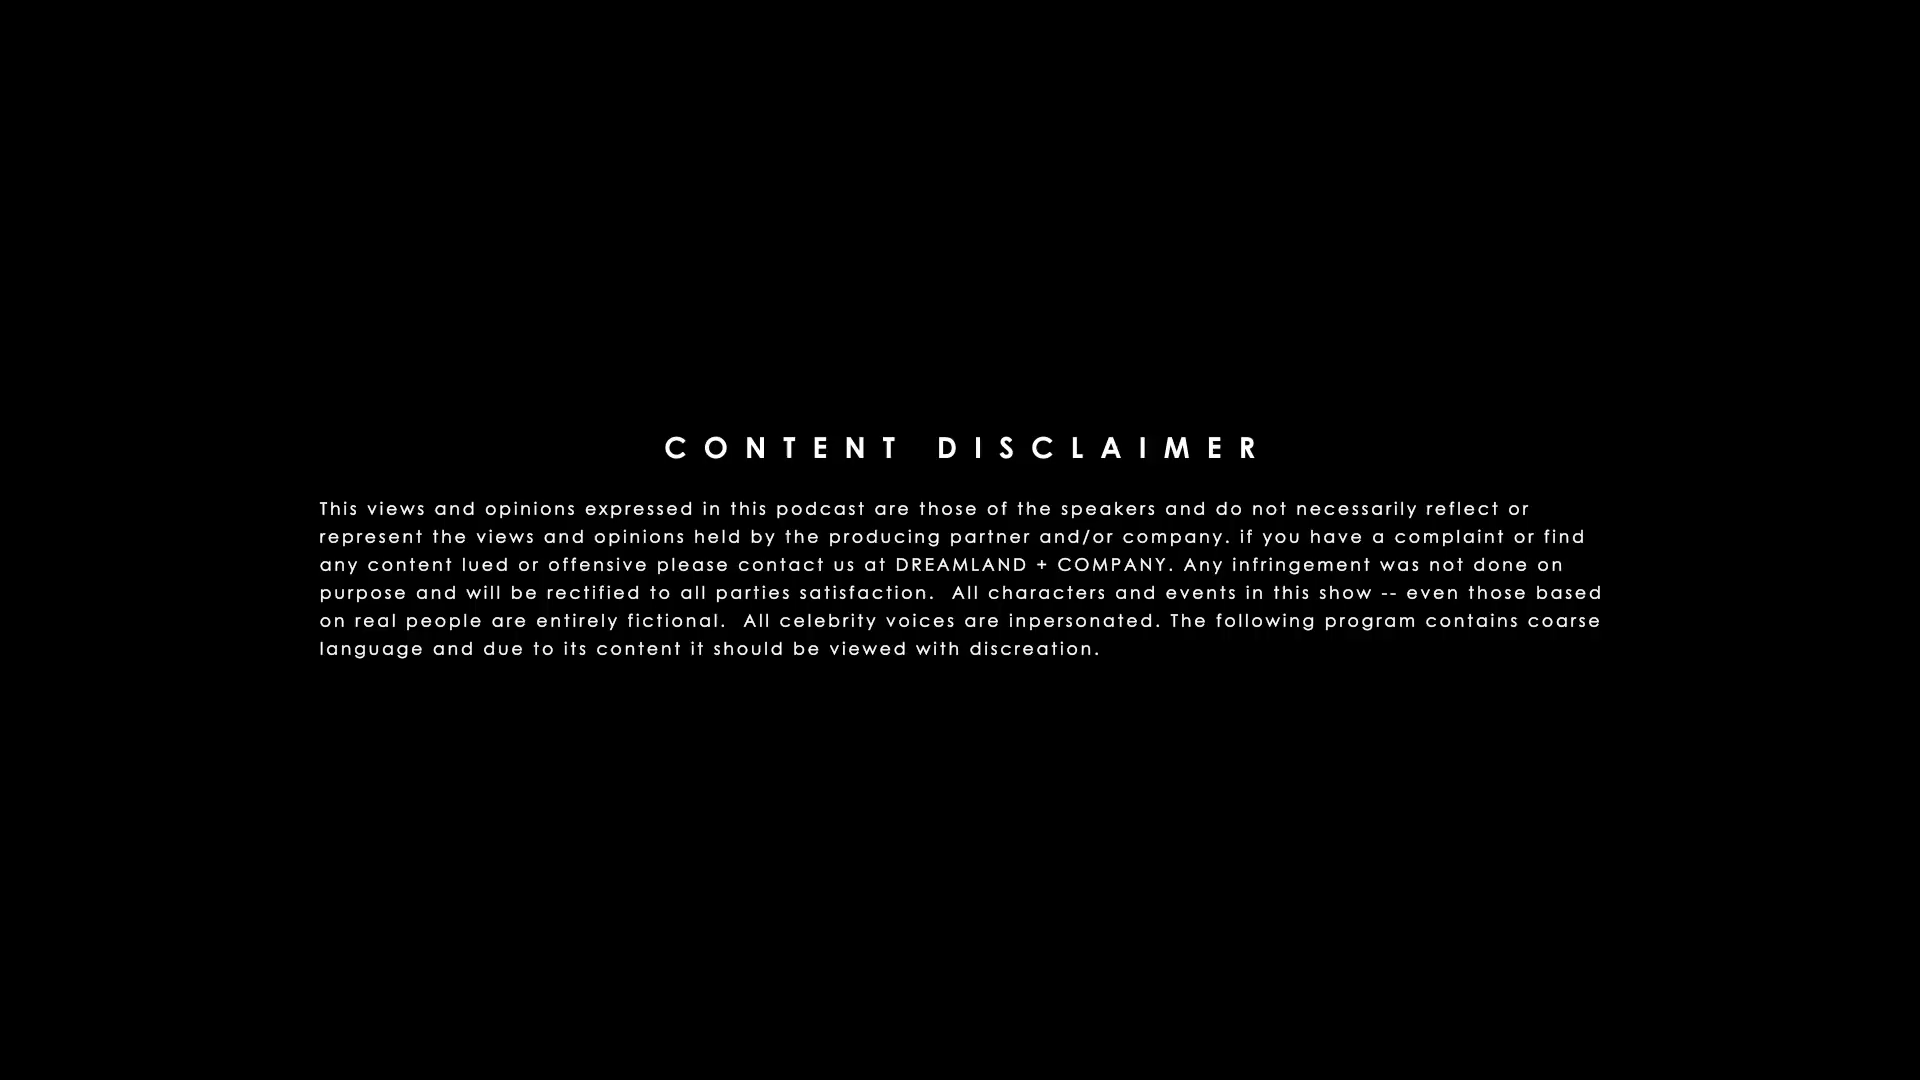 CONTENT DISCLAIMER
This views and opinions expressed in this podcast are those of the speakers and do not necessarily reflect or
represent the views and opinions held by the producing partner and/or company. if you have a complaint or find
any content lued or offensive please contact us at DREAMLAND + COMPANY. Any infringement was not done on
purpose and will be rectified to all parties satisfaction.  All characters and events in this show -- even those based
on real people are entirely fictional.  All celebrity voices are inpersonated. The following program contains coarse
language and due to its content it should be viewed with discreation.